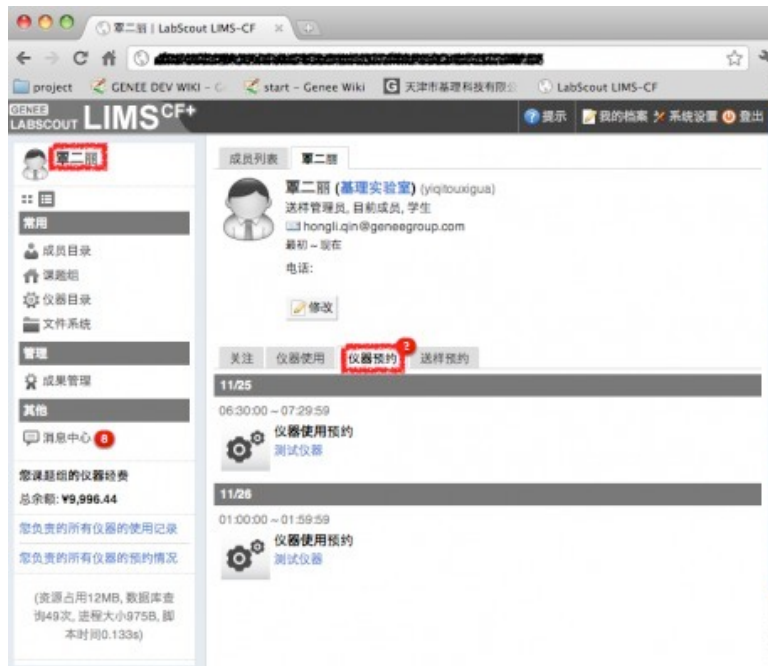 覃二丽 | LabScout LIMS-CF
project
GENEE DEV WIKI - G
start - Genee Wiki
天津市基理科技有限公
LabScout LIMS-CF
GENEE
LABSCOUT LIMS CF+
提示
我的档案
系统设置
登出
覃二丽
常用
成员目录
课题组
仪器目录
文件系统
管理
成果管理
其他
消息中心 8
您课题组的仪器经费
总余额: ¥9,996.44
您负责的所有仪器的使用记录
您负责的所有仪器的预约情况
(资源占用12MB, 数据库查
询49次, 进程大小975B, 脚
本时间0.133s)
成员列表
覃二丽
覃二丽 (基理实验室) (yiqitouxigua)
送样管理员, 目前成员, 学生
hongli.qin@geneegroup.com
最初 ~ 现在
电话:
修改
关注
仪器使用
仪器预约 2
送样预约
11/25
06:30:00 ~ 07:29:59
仪器使用预约
测试仪器
11/26
01:00:00 ~ 01:59:59
仪器使用预约
测试仪器